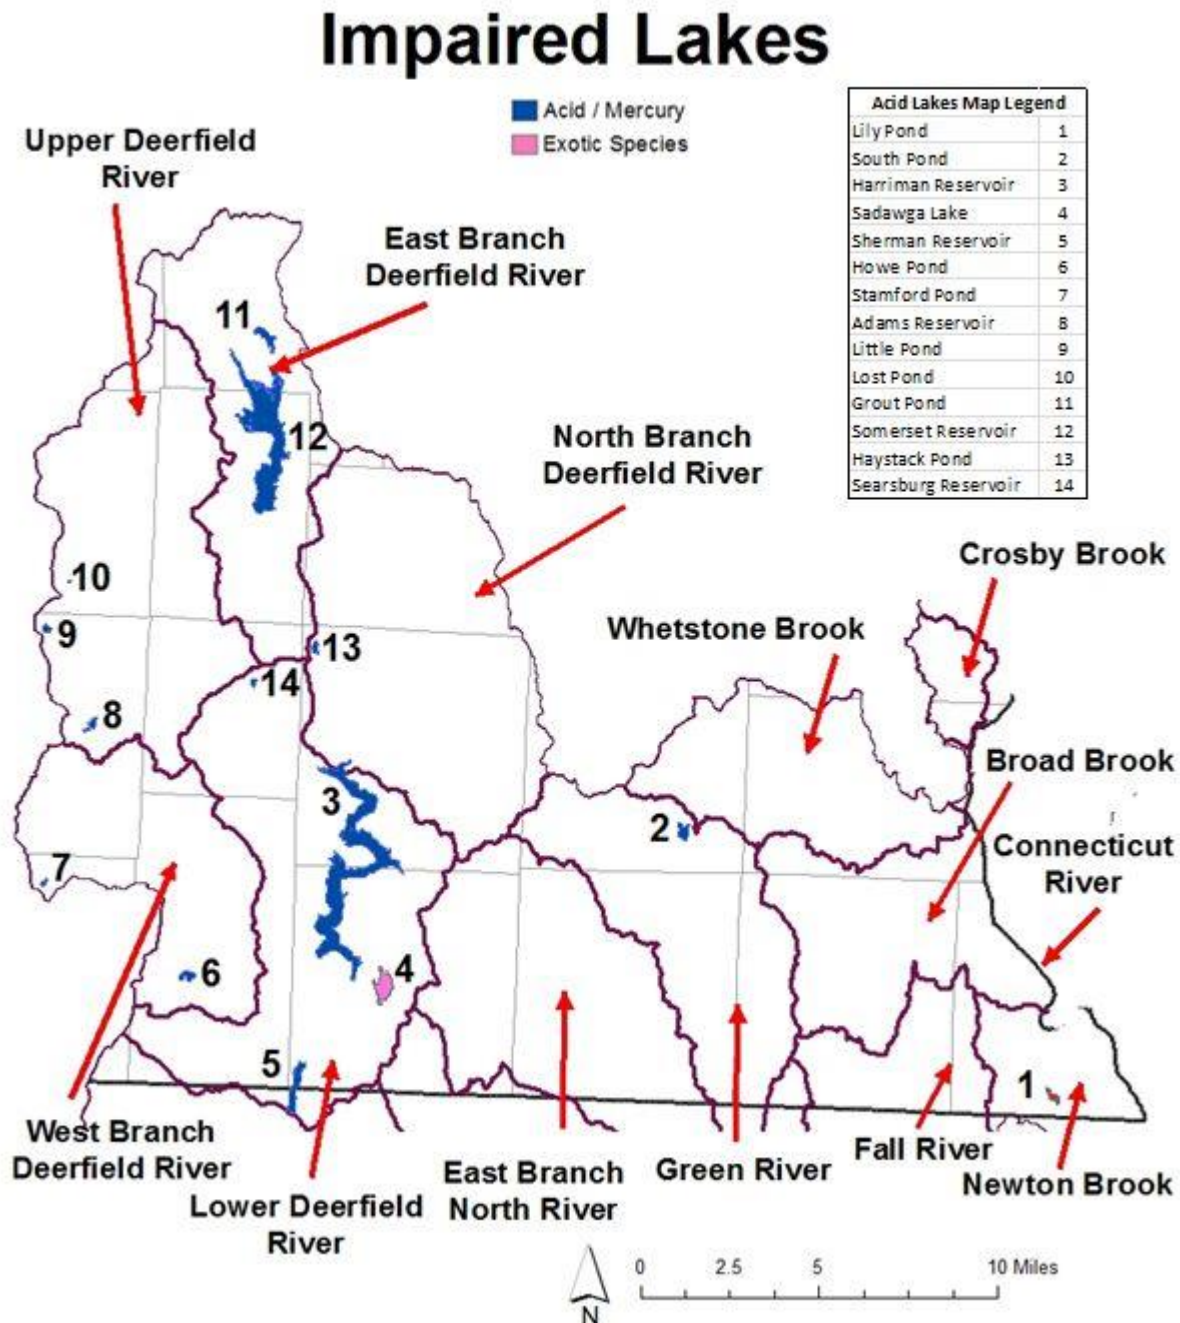 Impaired Lakes
Acid / Mercury
Exotic Species
Acid Lakes Map Legend
Lily Pond 1
South Pond 2
Harriman Reservoir 3
Sadawga Lake 4
Sherman Reservoir 5
Howe Pond 6
Stamford Pond 7
Adams Reservoir 8
Little Pond 9
Lost Pond 10
Grout Pond 11
Somerset Reservoir 12
Haystack Pond 13
Searsburg Reservoir 14
Upper Deerfield
River
East Branch
Deerfield River
11
12
North Branch
Deerfield River
Crosby Brook
10
9
Whetstone Brook
13
14
8
Broad Brook
3
2
Connecticut
River
7
6
4
5
1
West Branch
Deerfield River
Lower Deerfield
River
East Branch
North River
Green River
Fall River
Newton Brook
N
0 2.5 5 10 Miles